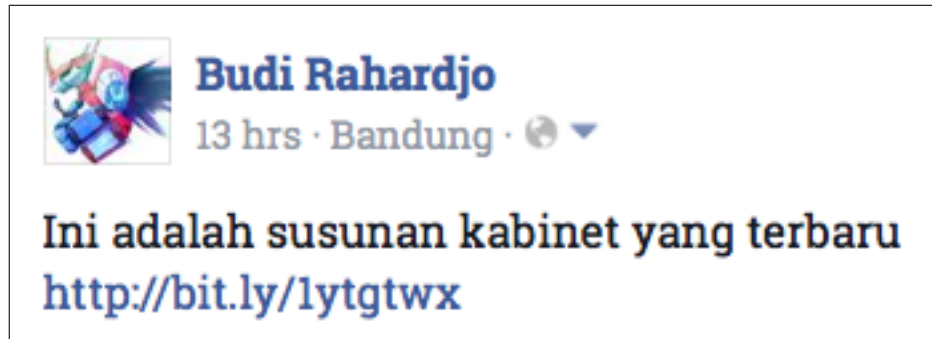 Budi Rahardjo
13 hrs · Bandung ·
Ini adalah susunan kabinet yang terbaru
http://bit.ly/1ytgtwx